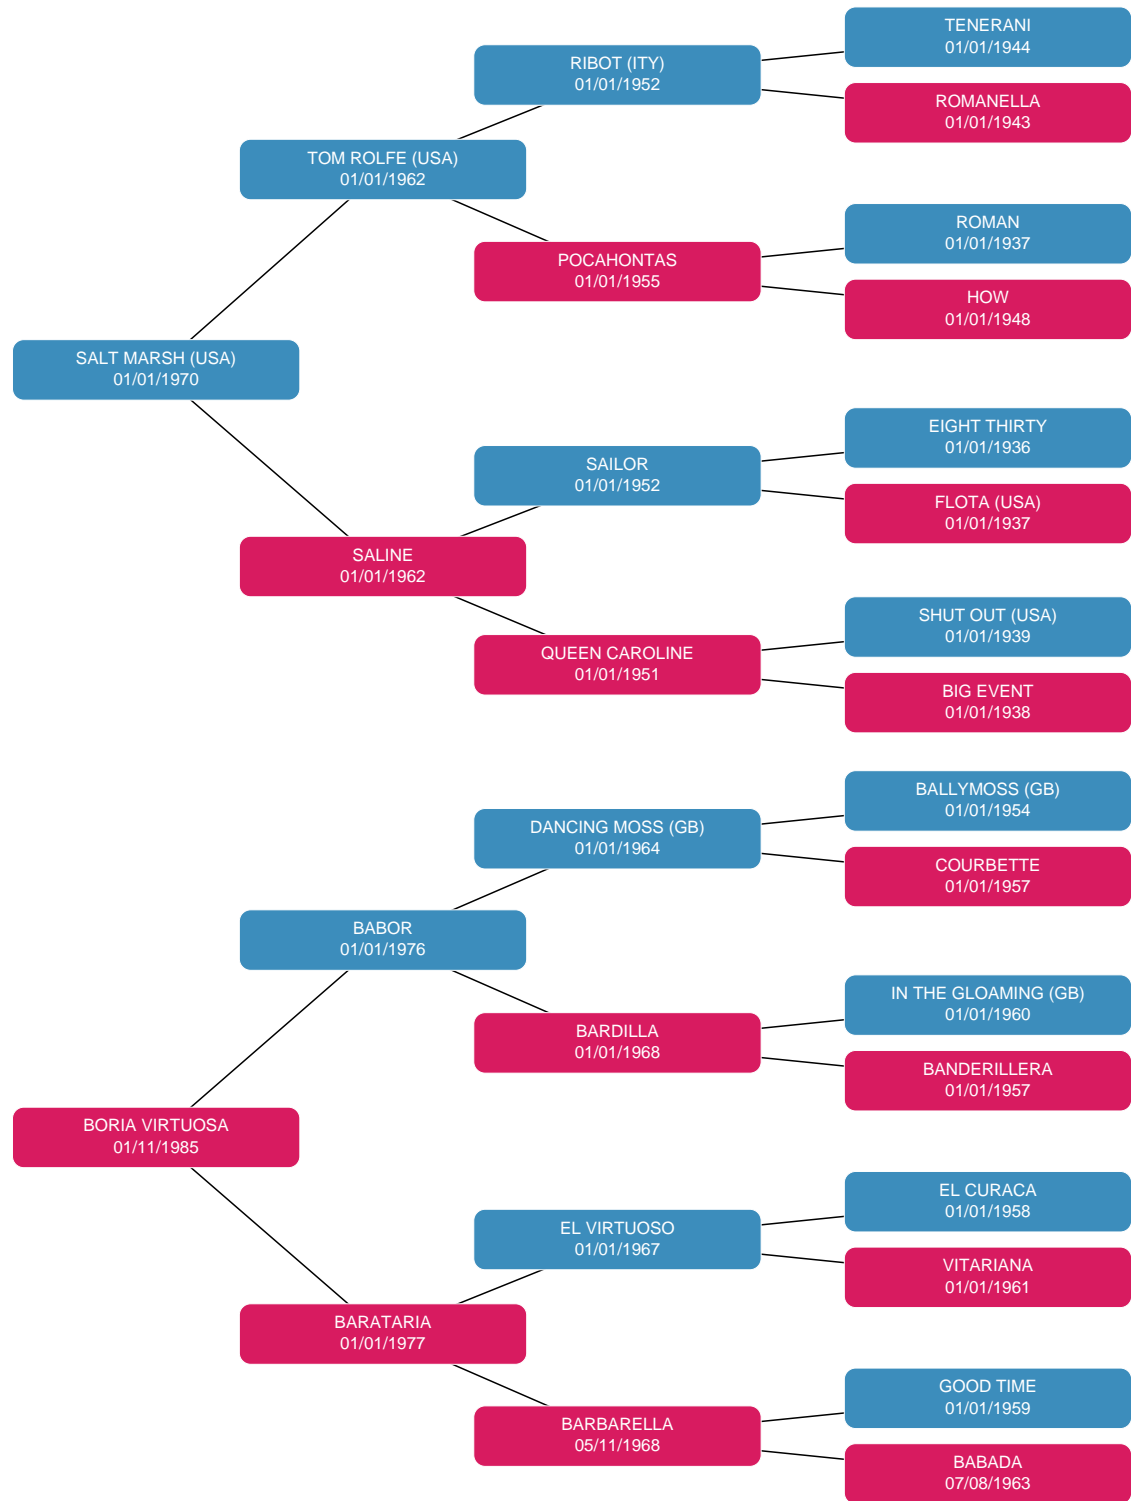 TENERANI
01/01/1944
RIBOT (ITY)
01/01/1952
ROMANELLA
01/01/1943
TOM ROLFE (USA)
01/01/1962
ROMAN
01/01/1937
POCAHONTAS
01/01/1955
HOW
01/01/1948
SALT MARSH (USA)
01/01/1970
EIGHT THIRTY
01/01/1936
SAILOR
01/01/1952
FLOTA (USA)
01/01/1937
SALINE
01/01/1962
SHUT OUT (USA)
01/01/1939
QUEEN CAROLINE
01/01/1951
BIG EVENT
01/01/1938
BALLYMOSS (GB)
01/01/1954
DANCING MOSS (GB)
01/01/1964
COURBETTE
01/01/1957
BABOR
01/01/1976
IN THE GLOAMING (GB)
01/01/1960
BARDILLA
01/01/1968
BANDERILLERA
01/01/1957
BORIA VIRTUOSA
01/11/1985
EL CURACA
01/01/1958
EL VIRTUOSO
01/01/1967
VITARIANA
01/01/1961
BARATARIA
01/01/1977
GOOD TIME
01/01/1959
BARBARELLA
05/11/1968
BABADA
07/08/1963